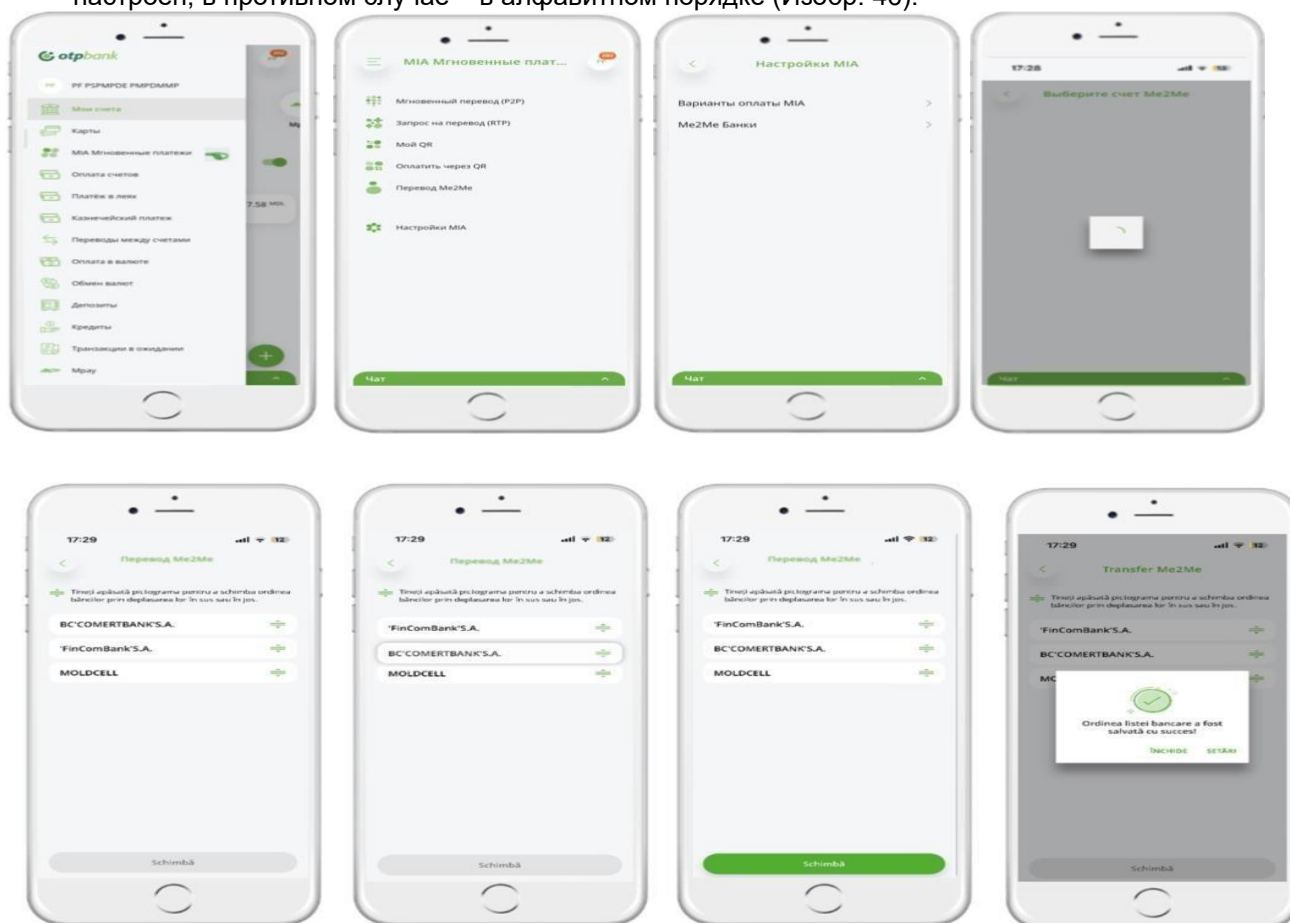 настроен, в противном случае – в алфавитном порядке (Изобр. 46).
otpbank
PF PSPMPDE PMPDMMP
Мои счета
Карты
MIA Мгновенные платежи
Оплата счетов
Платёж в леях
Казначейский платеж
Переводы между счетами
Оплата в валюте
Обмен валют
Депозиты
Кредиты
Транзакции в ожидании
Mpay
7.58 MDL
MIA Мгновенные плат...
Мгновенный перевод (P2P)
Запрос на перевод (RTP)
Мой QR
Оплатить через QR
Перевод Me2Me
Настройки MIA
Чат
Настройки MIA
Варианты оплаты MIA
Me2Me Банки
Чат
17:28
Выберите счет Me2Me
Чат
17:29
Перевод Me2Me
Țineți apăsată pictograma pentru a schimba ordinea
băncilor prin deplasarea lor în sus sau în jos.
BC'COMERTBANK'S.A.
'FinComBank'S.A.
MOLDCELL
Schimbă
17:29
Перевод Me2Me
Țineți apăsată pictograma pentru a schimba ordinea
băncilor prin deplasarea lor în sus sau în jos.
'FinComBank'S.A.
BC'COMERTBANK'S.A.
MOLDCELL
Schimbă
17:29
Перевод Me2Me
Țineți apăsată pictograma pentru a schimba ordinea
băncilor prin deplasarea lor în sus sau în jos.
'FinComBank'S.A.
BC'COMERTBANK'S.A.
MOLDCELL
Schimbă
17:29
Transfer Me2Me
Țineți apăsată pictograma pentru a schimba ordinea
băncilor prin deplasarea lor în sus sau în jos.
'FinComBank'S.A.
BC'COMERTBANK'S.A.
Ordinea listei bancare a fost
salvată cu succes!
ÎNCHIDE SETĂRI
Schimbă